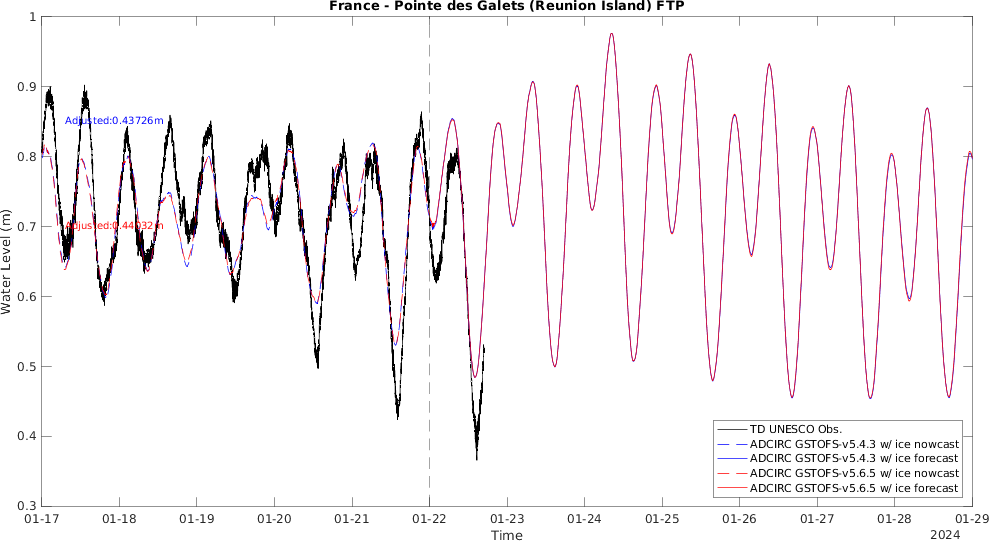 France - Pointe des Galets (Reunion Island) FTP
Water Level (m)
1
0.9
0.8
0.7
0.6
0.5
0.4
0.3
Adjusted:0.43726m
Adjusted:0.44032m
TD UNESCO Obs.
ADCIRC GSTOFS-v5.4.3 w/ ice nowcast
ADCIRC GSTOFS-v5.4.3 w/ ice forecast
ADCIRC GSTOFS-v5.6.5 w/ ice nowcast
ADCIRC GSTOFS-v5.6.5 w/ ice forecast
01-17 01-18 01-19 01-20 01-21 01-22 01-23 01-24 01-25 01-26 01-27 01-28 01-29
Time
2024